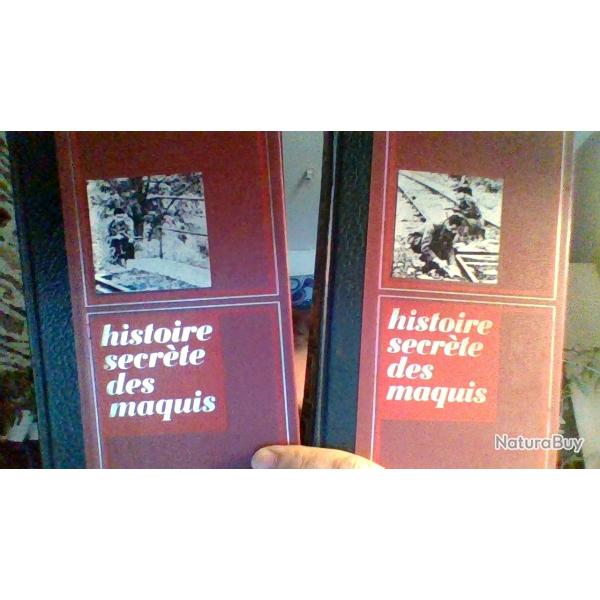 histoire
secrète
des
maquis
histoire
secrète
des
maquis
NaturaBuy